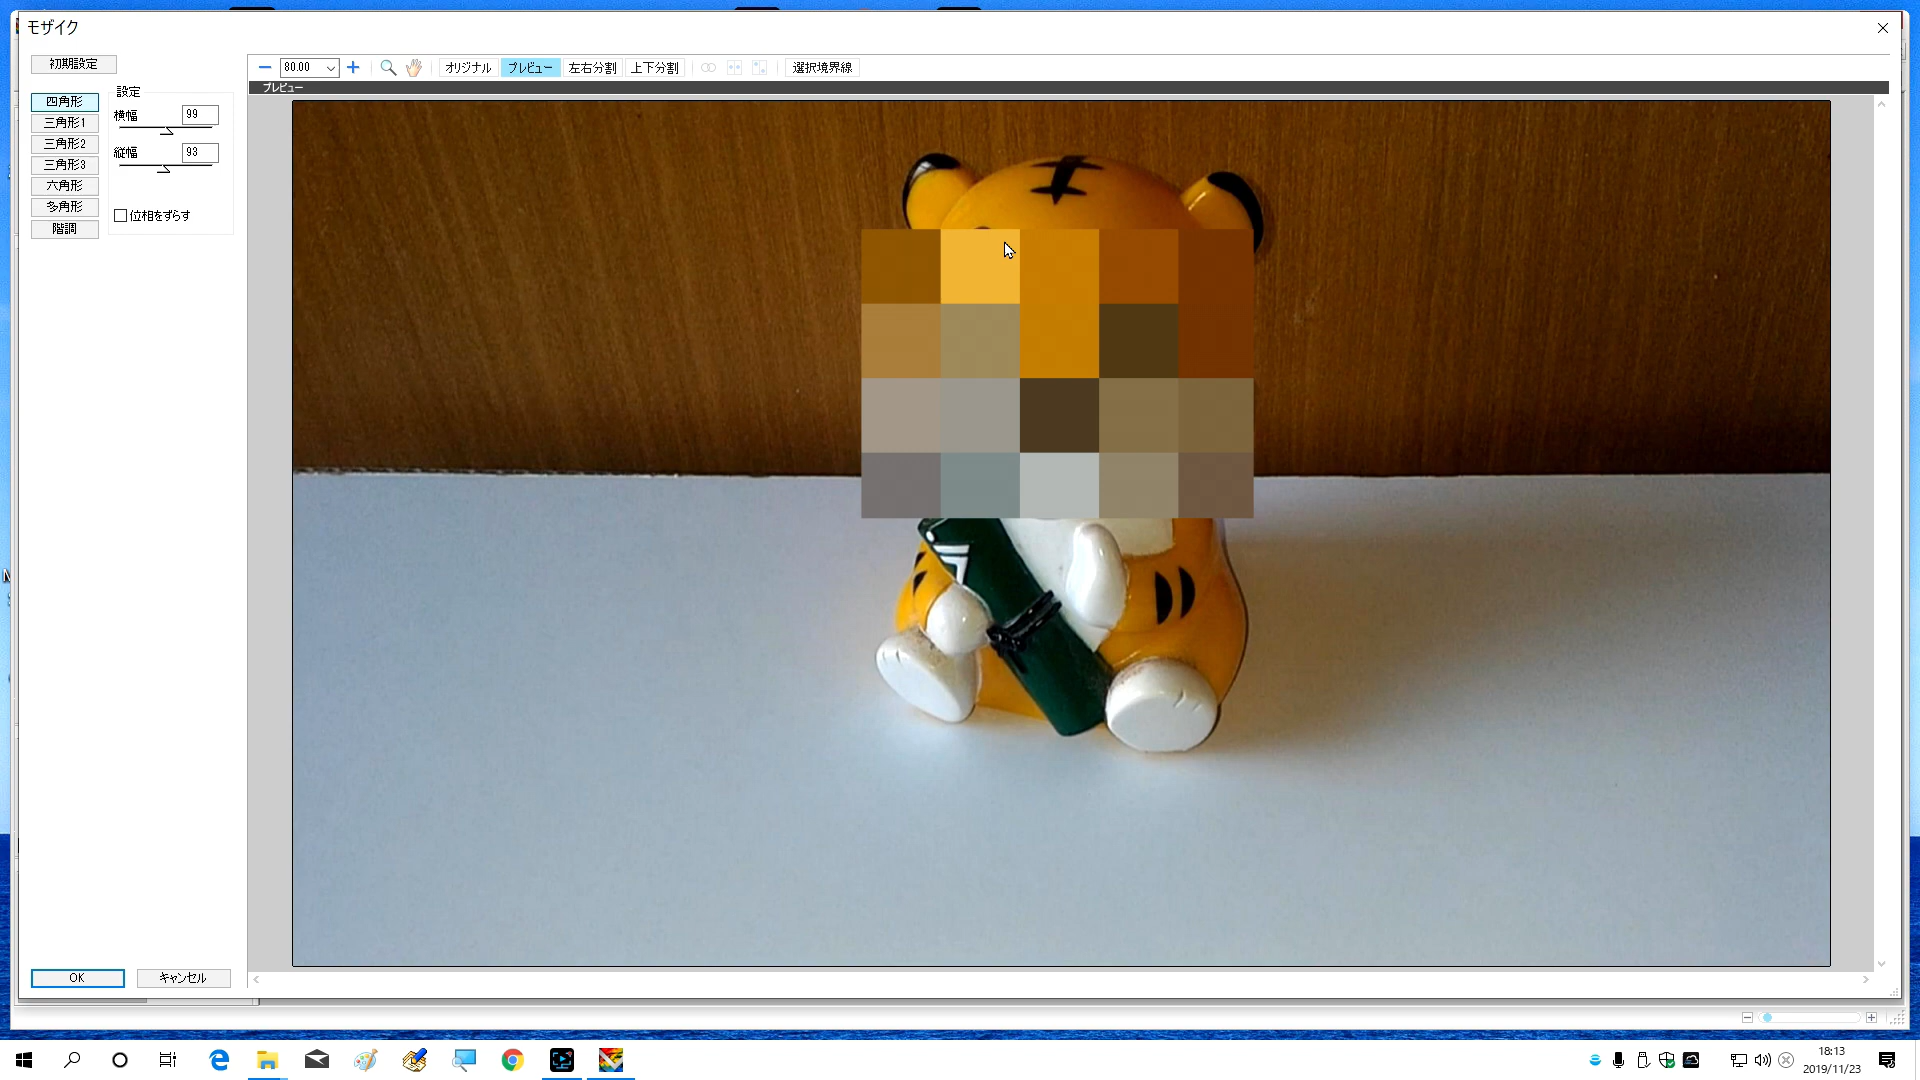 モザイク
初期設定
80.00
オリジナル
プレビュー
左右分割
上下分割
選択境界線
プレビュー
四角形
三角形1
三角形2
三角形3
六角形
多角形
階調
設定
横幅
99
縦幅
93
位相をずらす
OK
キャンセル
18:13
2019/11/23